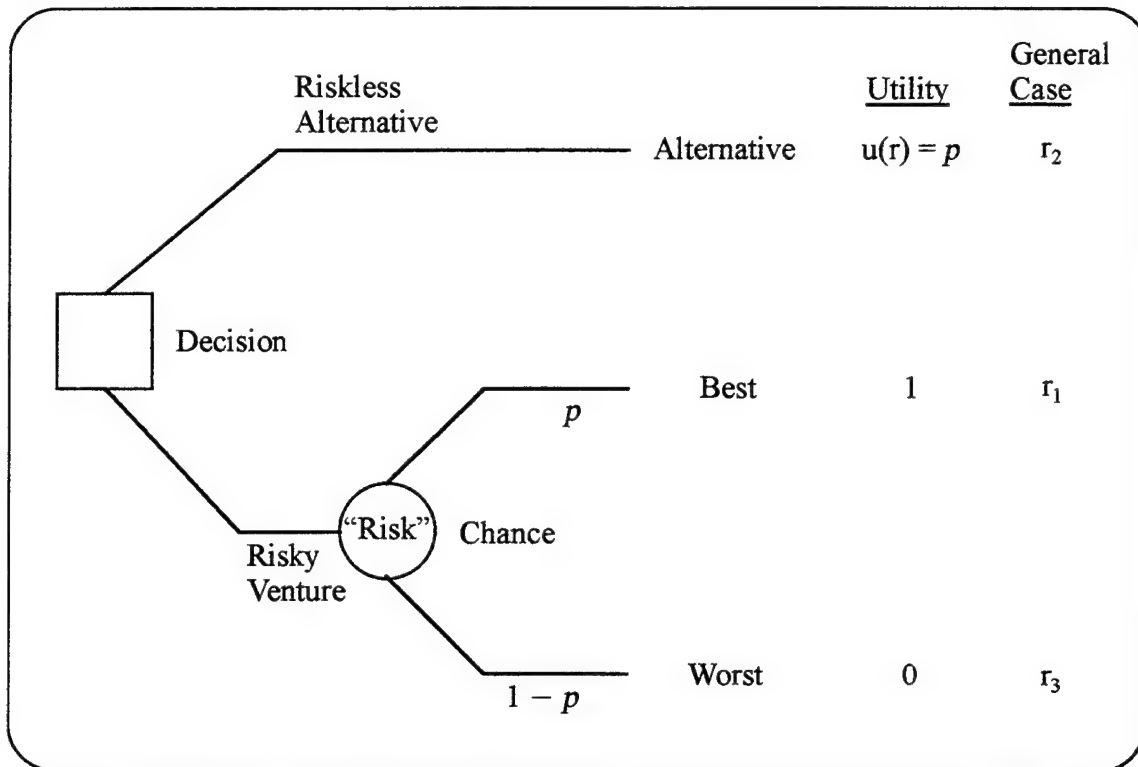 General
Riskless Utility Case
Alternative
Alternative u(r) = p r₂
Decision
Best 1 r₁
p
“Risk” Chance
Risky
Venture
Worst 0 r₃
1 − p